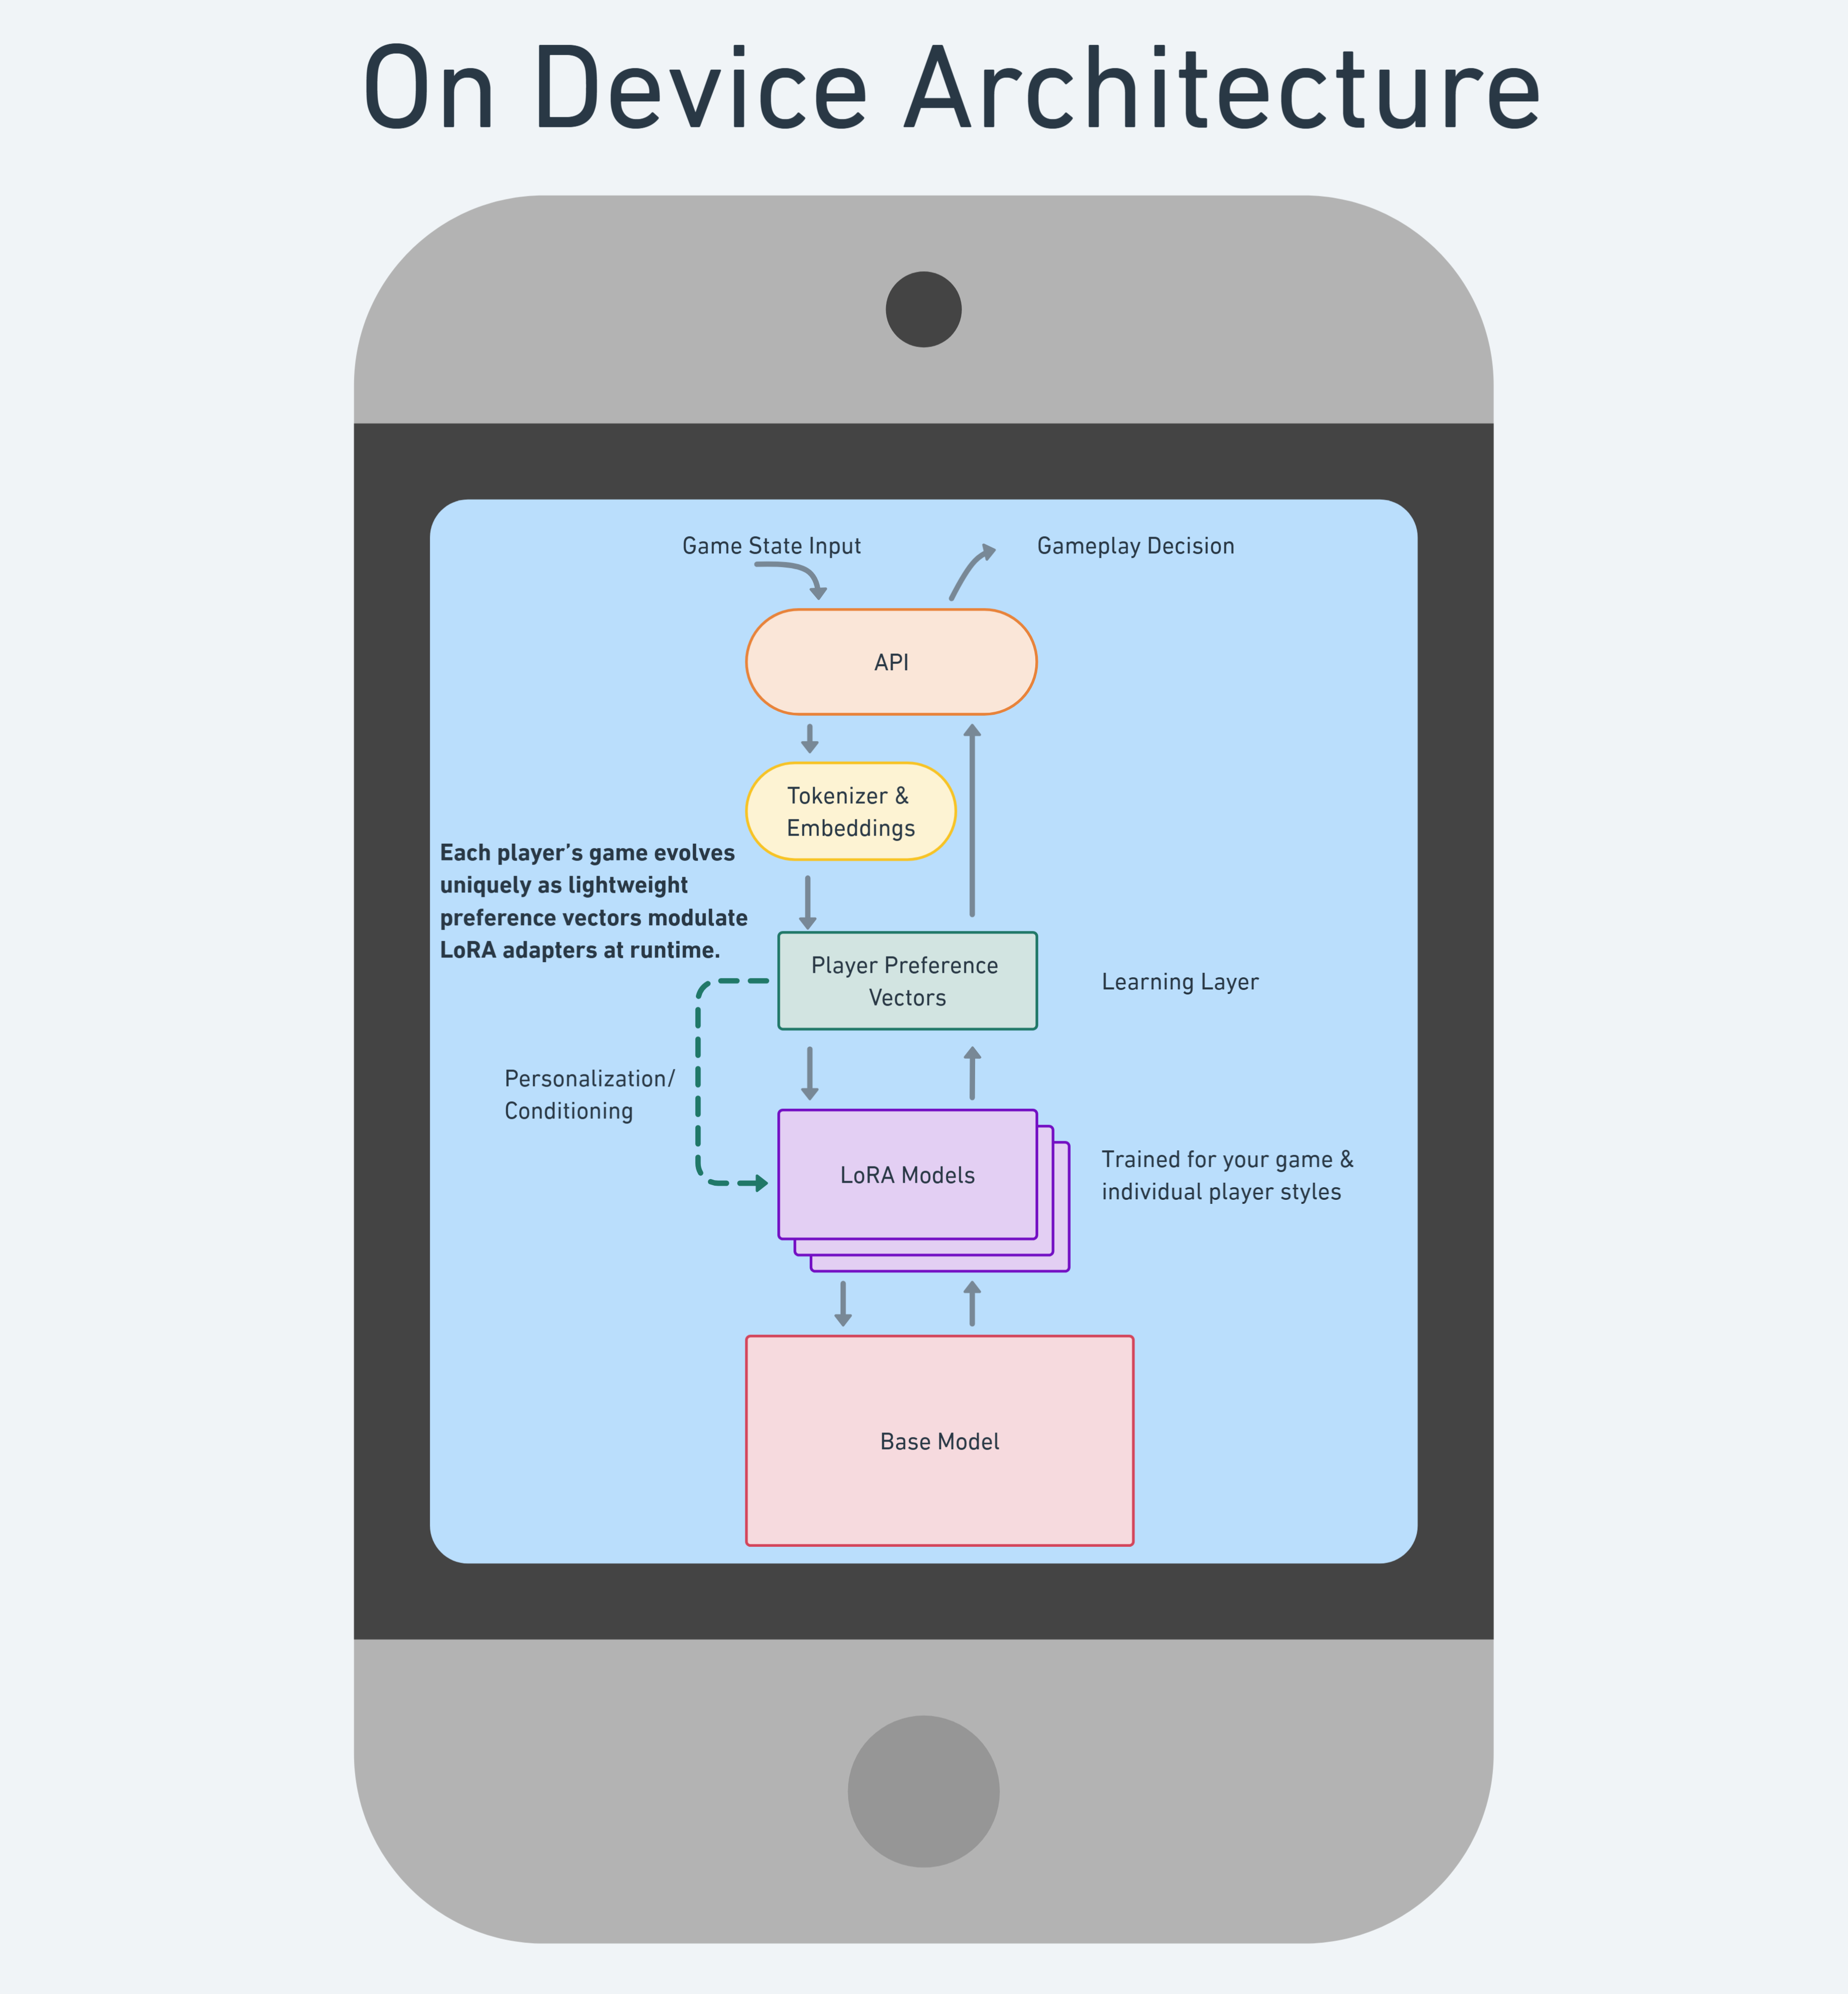 On Device Architecture
Game State Input
Gameplay Decision
API
Tokenizer &
Embeddings
Each player’s game evolves
uniquely as lightweight
preference vectors modulate
LoRA adapters at runtime.
Player Preference
Vectors
Learning Layer
Personalization/
Conditioning
LoRA Models
Trained for your game &
individual player styles
Base Model